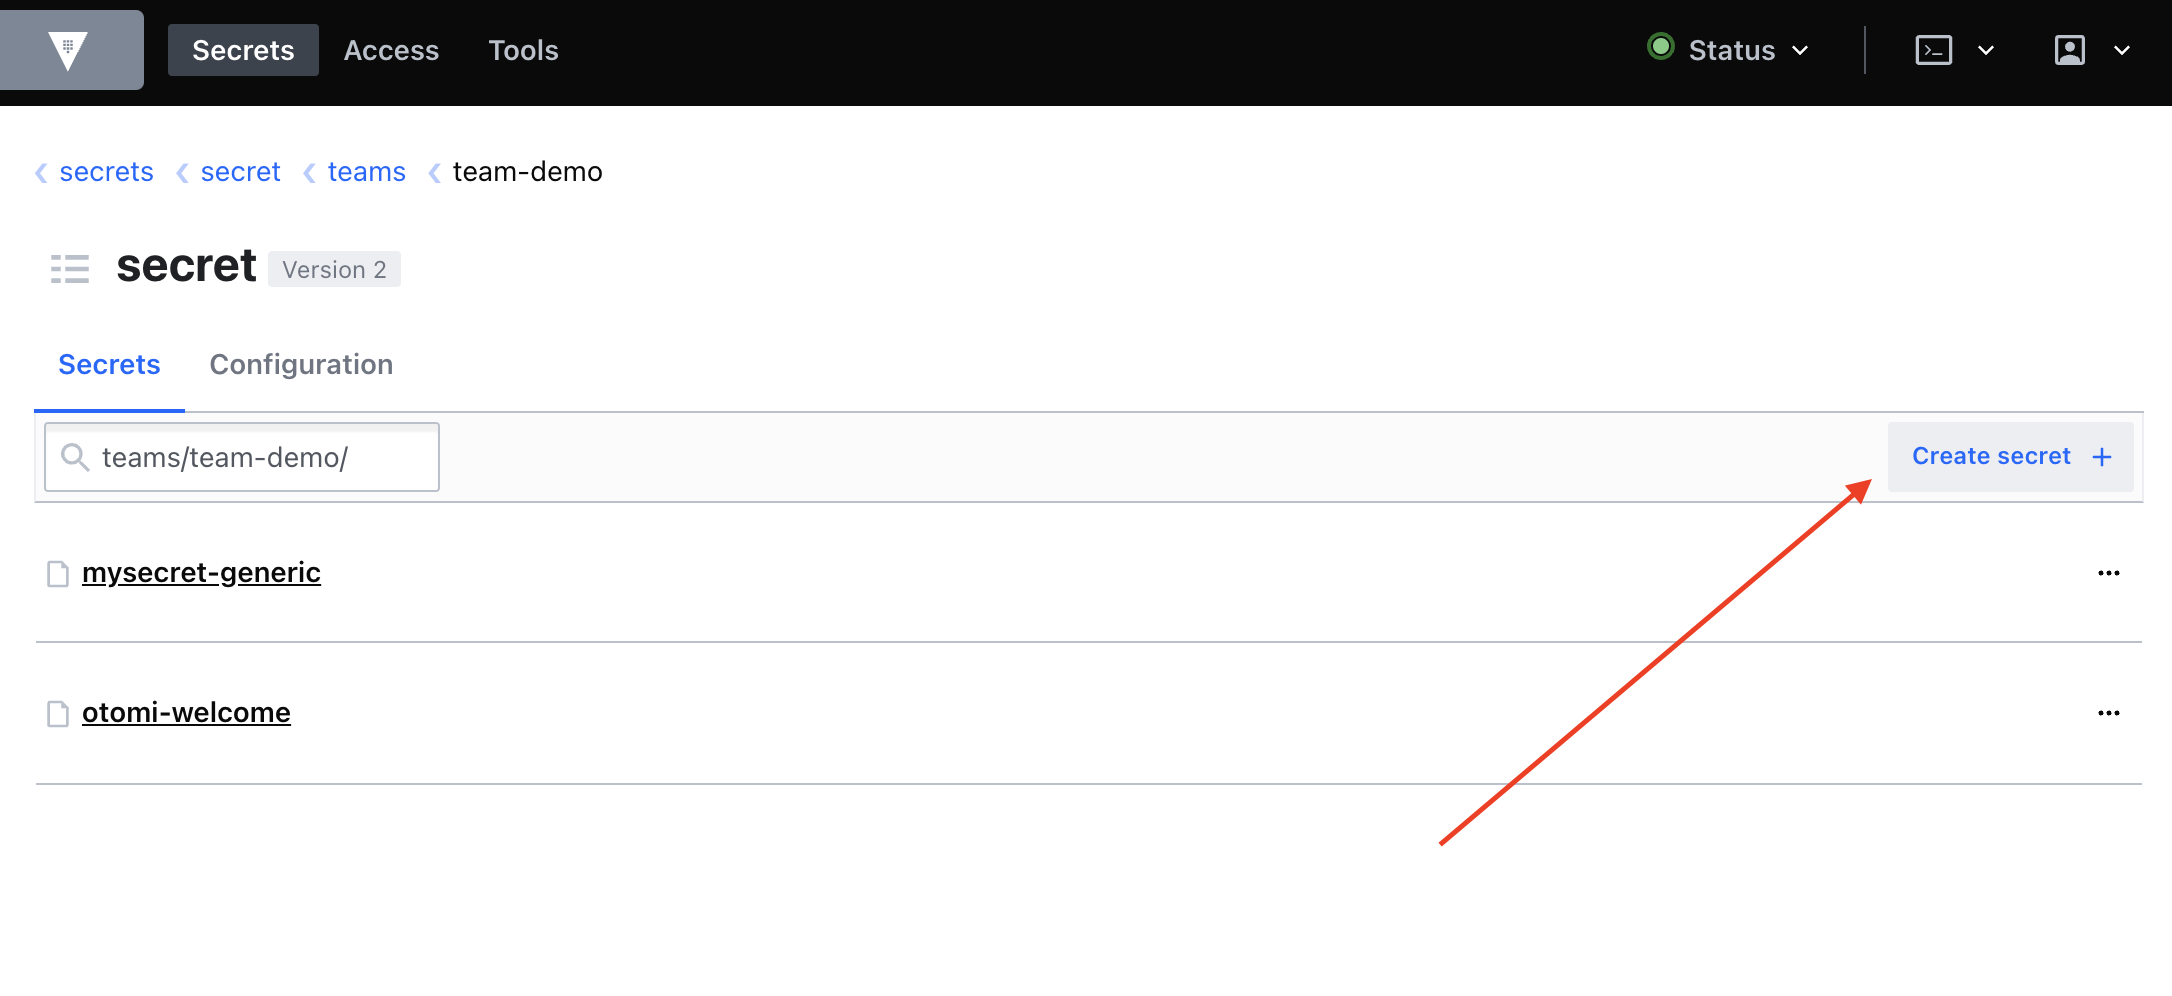 Secrets Access Tools Status
secrets secret teams team-demo
secret Version 2
Secrets Configuration
teams/team-demo/ Create secret +
mysecret-generic
otomi-welcome